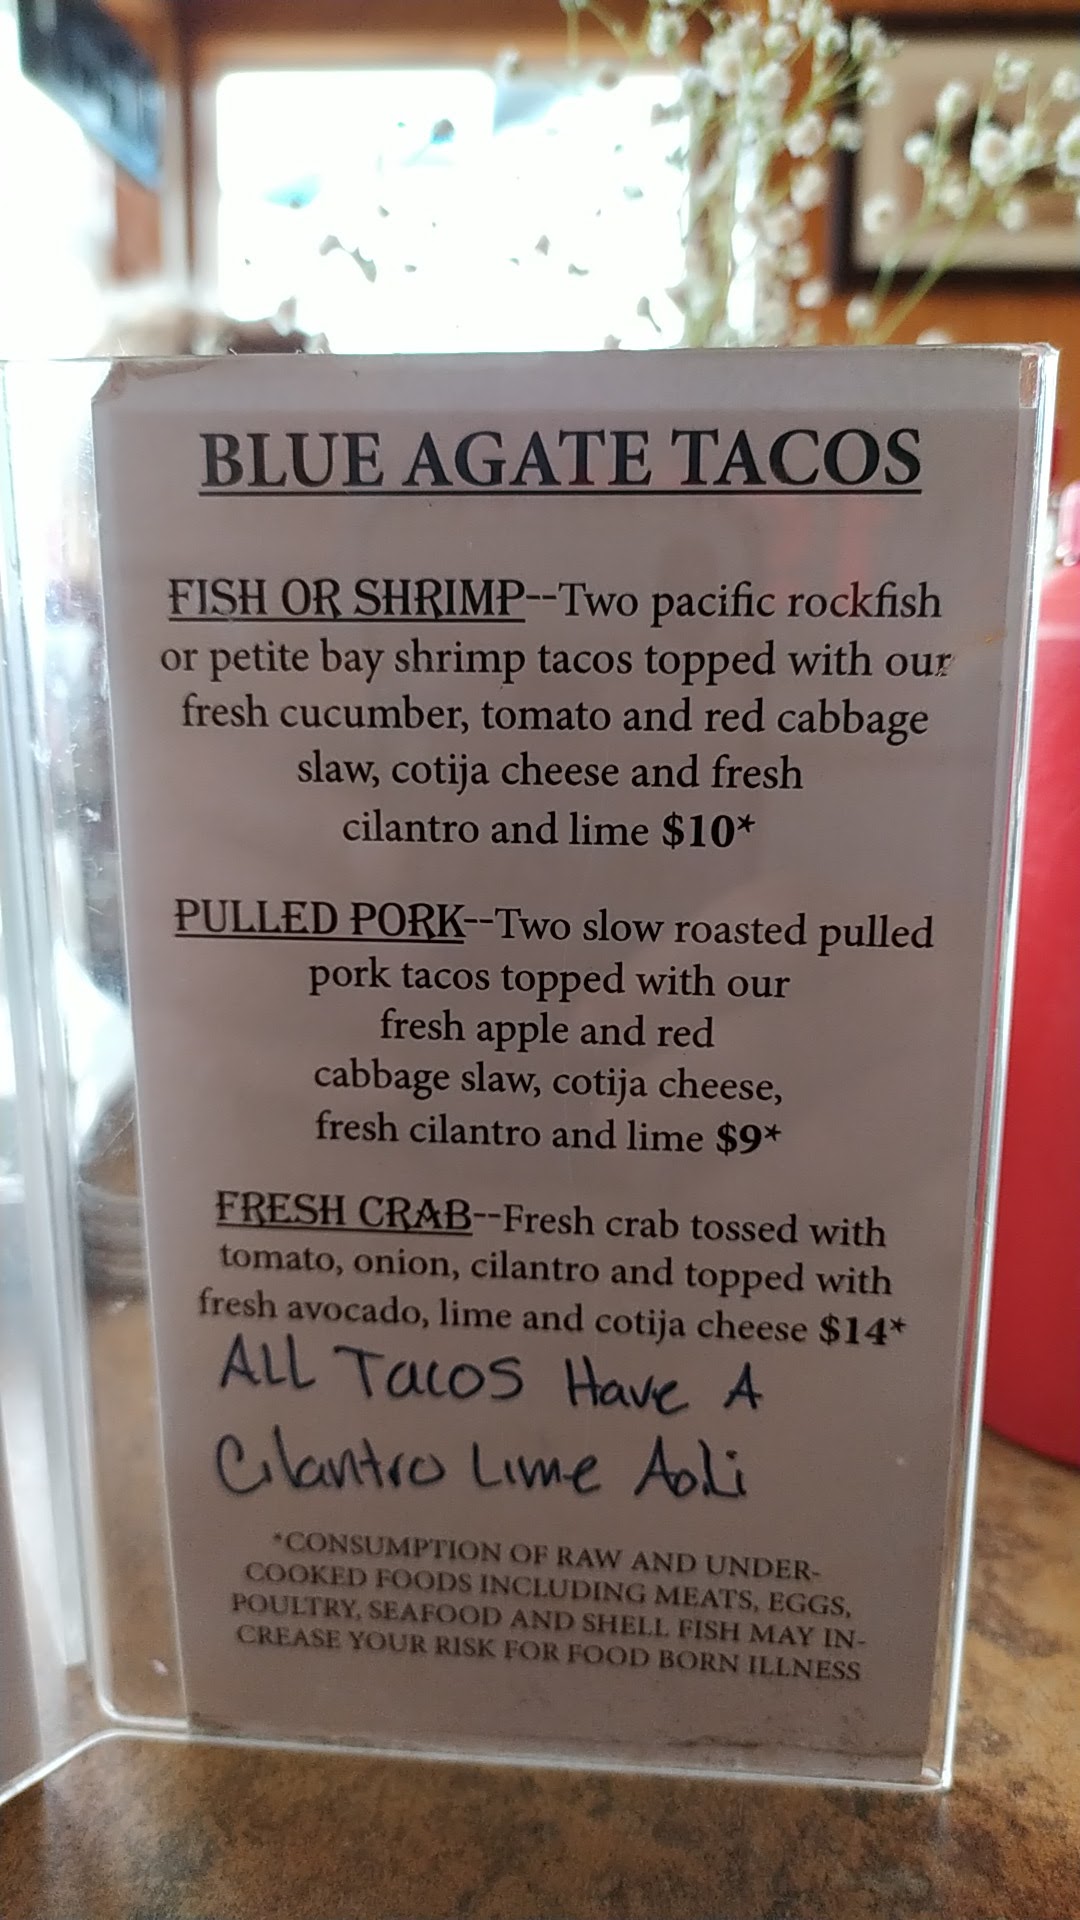 BLUE AGATE TACOS
FISH OR SHRIMP--Two pacific rockfish
or petite bay shrimp tacos topped with our
fresh cucumber, tomato and red cabbage
slaw, cotija cheese and fresh
cilantro and lime $10*
PULLED PORK--Two slow roasted pulled
pork tacos topped with our
fresh apple and red
cabbage slaw, cotija cheese,
fresh cilantro and lime $9*
FRESH CRAB--Fresh crab tossed with
tomato, onion, cilantro and topped with
fresh avocado, lime and cotija cheese $14*
ALL Tacos Have A
Cilantro Lime Aoli
*CONSUMPTION OF RAW AND UNDER-
COOKED FOODS INCLUDING MEATS, EGGS,
POULTRY, SEAFOOD AND SHELL FISH MAY IN-
CREASE YOUR RISK FOR FOOD BORN ILLNESS